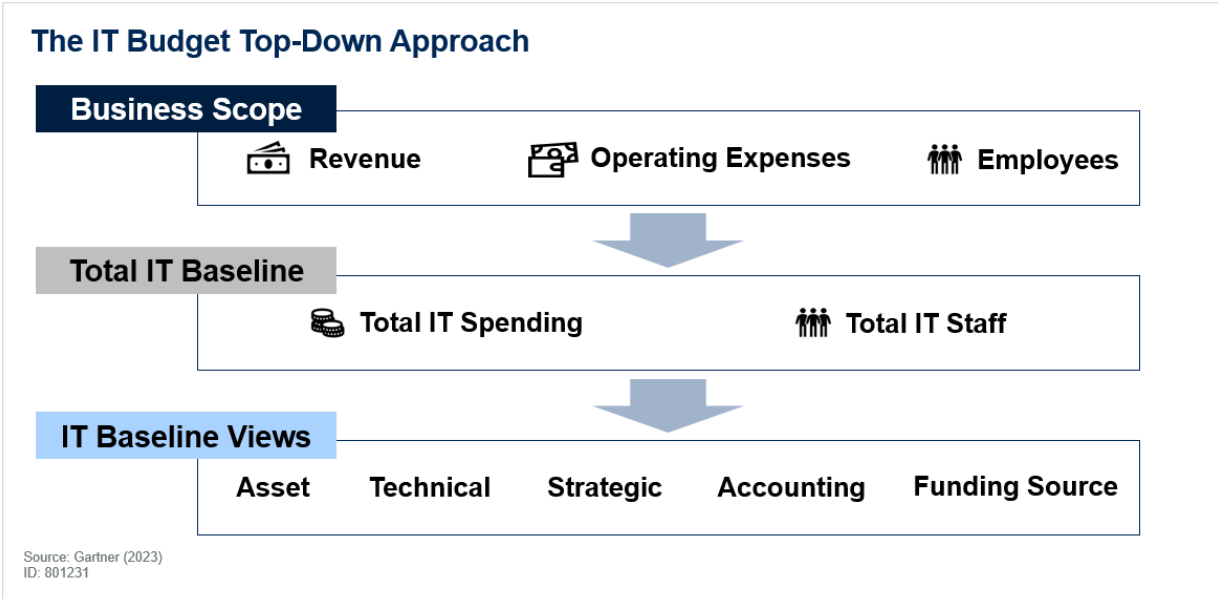 The IT Budget Top-Down Approach
Business Scope
Revenue
Operating Expenses
Employees
Total IT Baseline
Total IT Spending
Total IT Staff
IT Baseline Views
Asset
Technical
Strategic
Accounting
Funding Source
Source: Gartner (2023)
ID: 801231